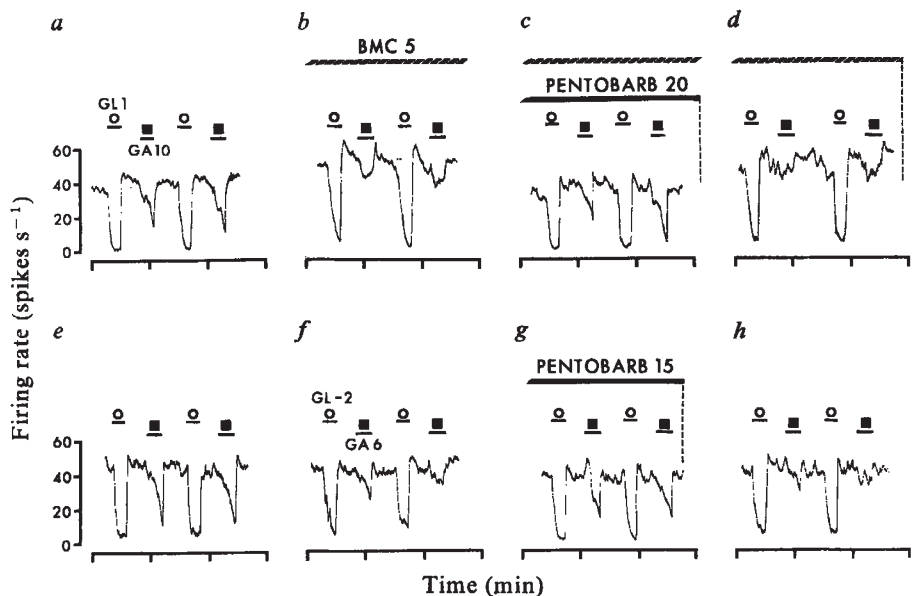 a
b
c
d
BMC 5
PENTOBARB 20
GL1
GA10
60
40
20
0
Firing rate (spikes s⁻¹)
e
f
g
h
PENTOBARB 15
GL-2
GA6
60
40
20
0
Time (min)